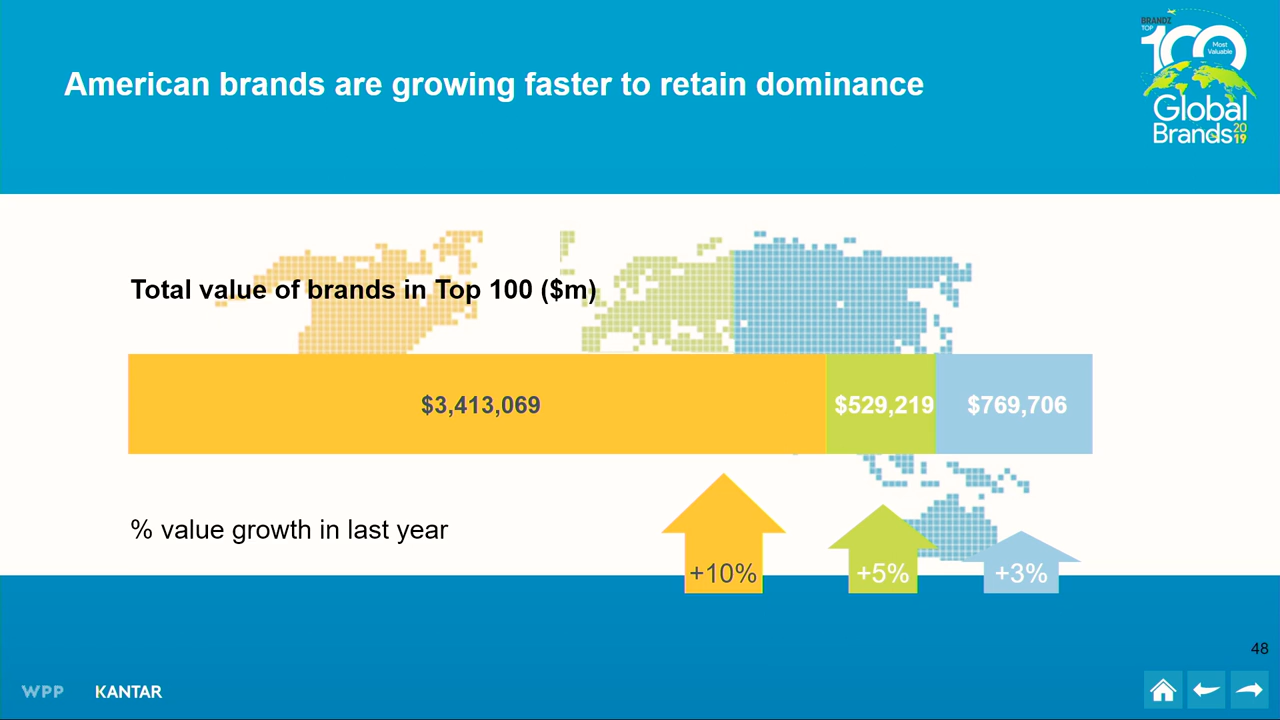 BRANDZ
TOP
100
Most
Valuable
Global
Brands 20
19
American brands are growing faster to retain dominance
Total value of brands in Top 100 ($m)
$3,413,069
$529,219
$769,706
% value growth in last year
+10%
+5%
+3%
48
WPP
KANTAR